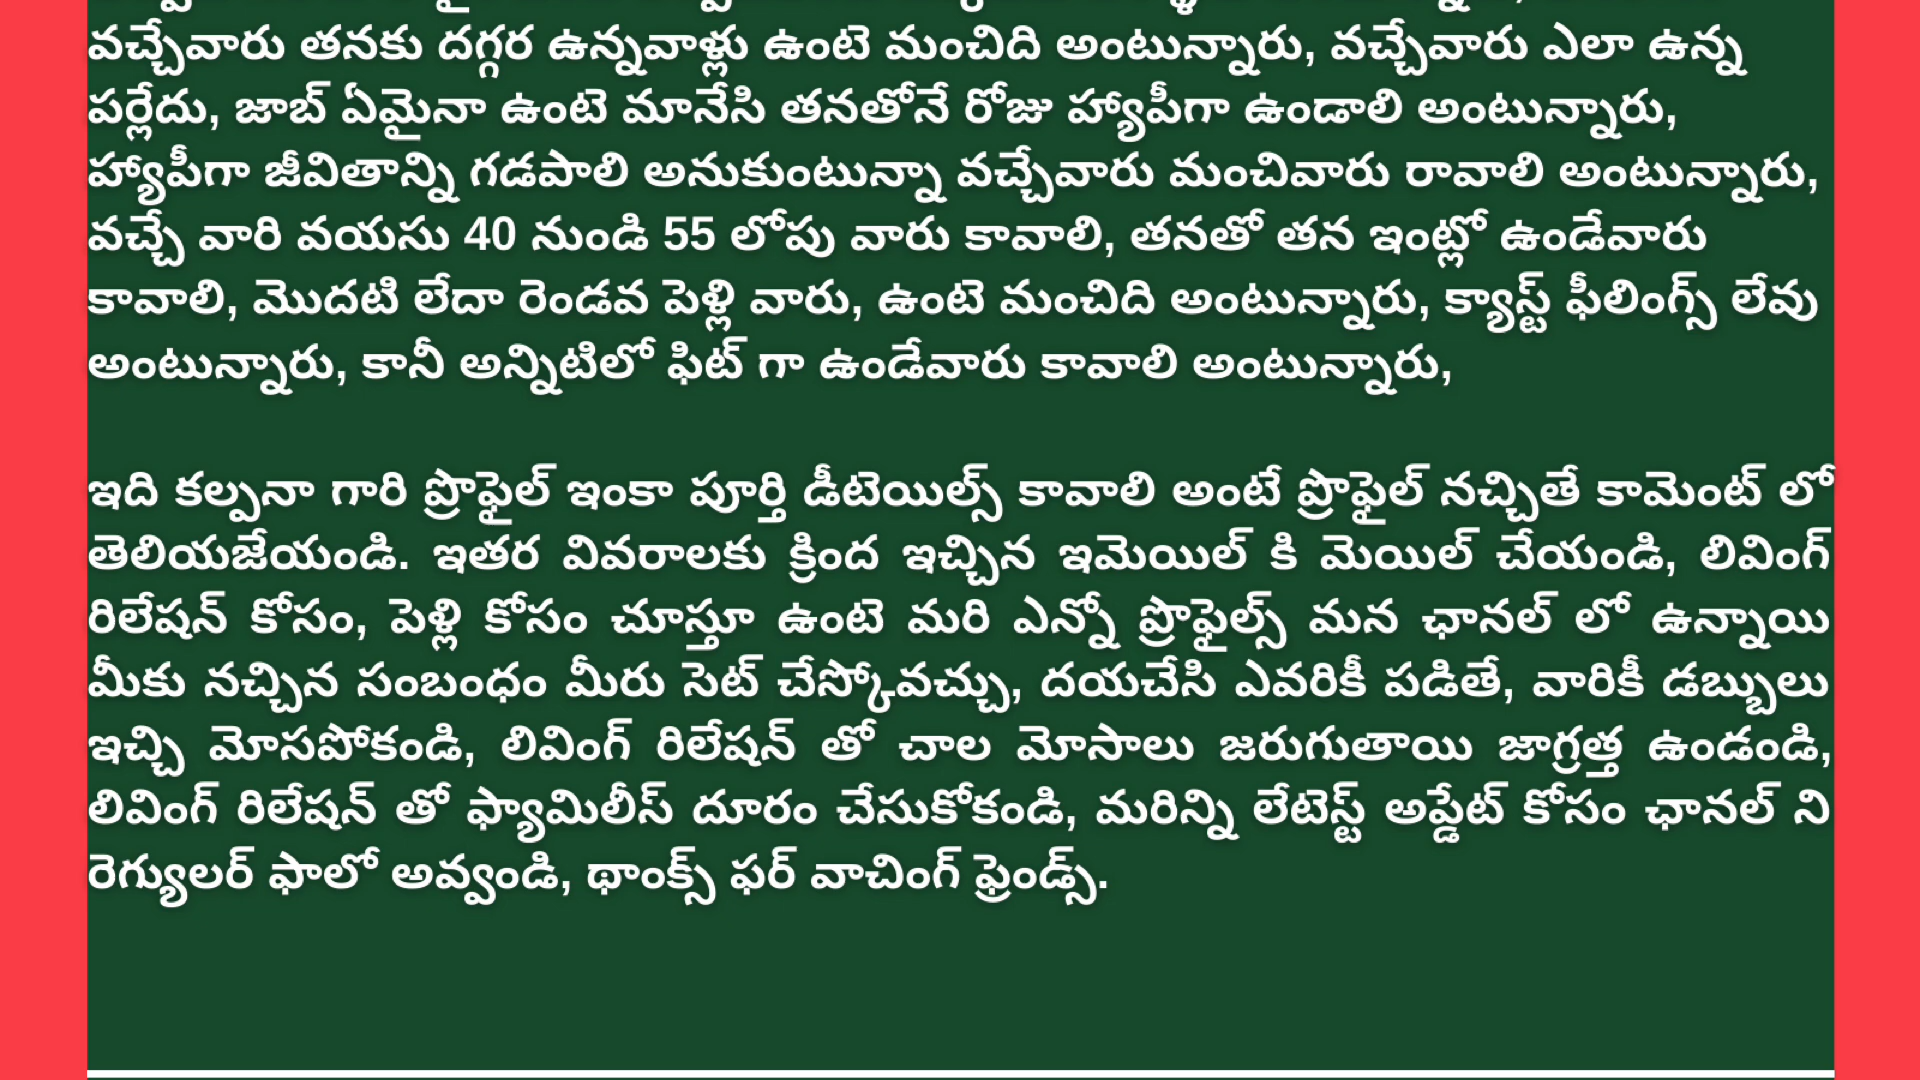 వచ్చేవారు తనకు దగ్గర ఉన్నవాళ్లు ఉంటె మంచిది అంటున్నారు, వచ్చేవారు ఎలా ఉన్న
పర్లేదు, జాబ్ ఏమైనా ఉంటె మానేసి తనతోనే రోజు హ్యాపీగా ఉండాలి అంటున్నారు,
హ్యాపీగా జీవితాన్ని గడపాలి అనుకుంటున్నా వచ్చేవారు మంచివారు రావాలి అంటున్నారు,
వచ్చే వారి వయసు 40 నుండి 55 లోపు వారు కావాలి, తనతో తన ఇంట్లో ఉండేవారు
కావాలి, మొదటి లేదా రెండవ పెళ్లి వారు, ఉంటె మంచిది అంటున్నారు, క్యాస్ట్ ఫీలింగ్స్ లేవు
అంటున్నారు, కానీ అన్నిటిలో ఫిట్ గా ఉండేవారు కావాలి అంటున్నారు,
ఇది కల్పనా గారి ప్రొఫైల్ ఇంకా పూర్తి డీటెయిల్స్ కావాలి అంటే ప్రొఫైల్ నచ్చితే కామెంట్ లో
తెలియజేయండి. ఇతర వివరాలకు క్రింద ఇచ్చిన ఇమెయిల్ కి మెయిల్ చేయండి, లివింగ్
రిలేషన్ కోసం, పెళ్లి కోసం చూస్తూ ఉంటె మరి ఎన్నో ప్రొఫైల్స్ మన ఛానల్ లో ఉన్నాయి
మీకు నచ్చిన సంబంధం మీరు సెట్ చేస్కోవచ్చు, దయచేసి ఎవరికీ పడితే, వారికీ డబ్బులు
ఇచ్చి మోసపోకండి, లివింగ్ రిలేషన్ తో చాల మోసాలు జరుగుతాయి జాగ్రత్త ఉండండి,
లివింగ్ రిలేషన్ తో ఫ్యామిలీస్ దూరం చేసుకోకండి, మరిన్ని లేటెస్ట్ అప్డేట్ కోసం ఛానల్ ని
రెగ్యులర్ ఫాలో అవ్వండి, థాంక్స్ ఫర్ వాచింగ్ ఫ్రెండ్స్.